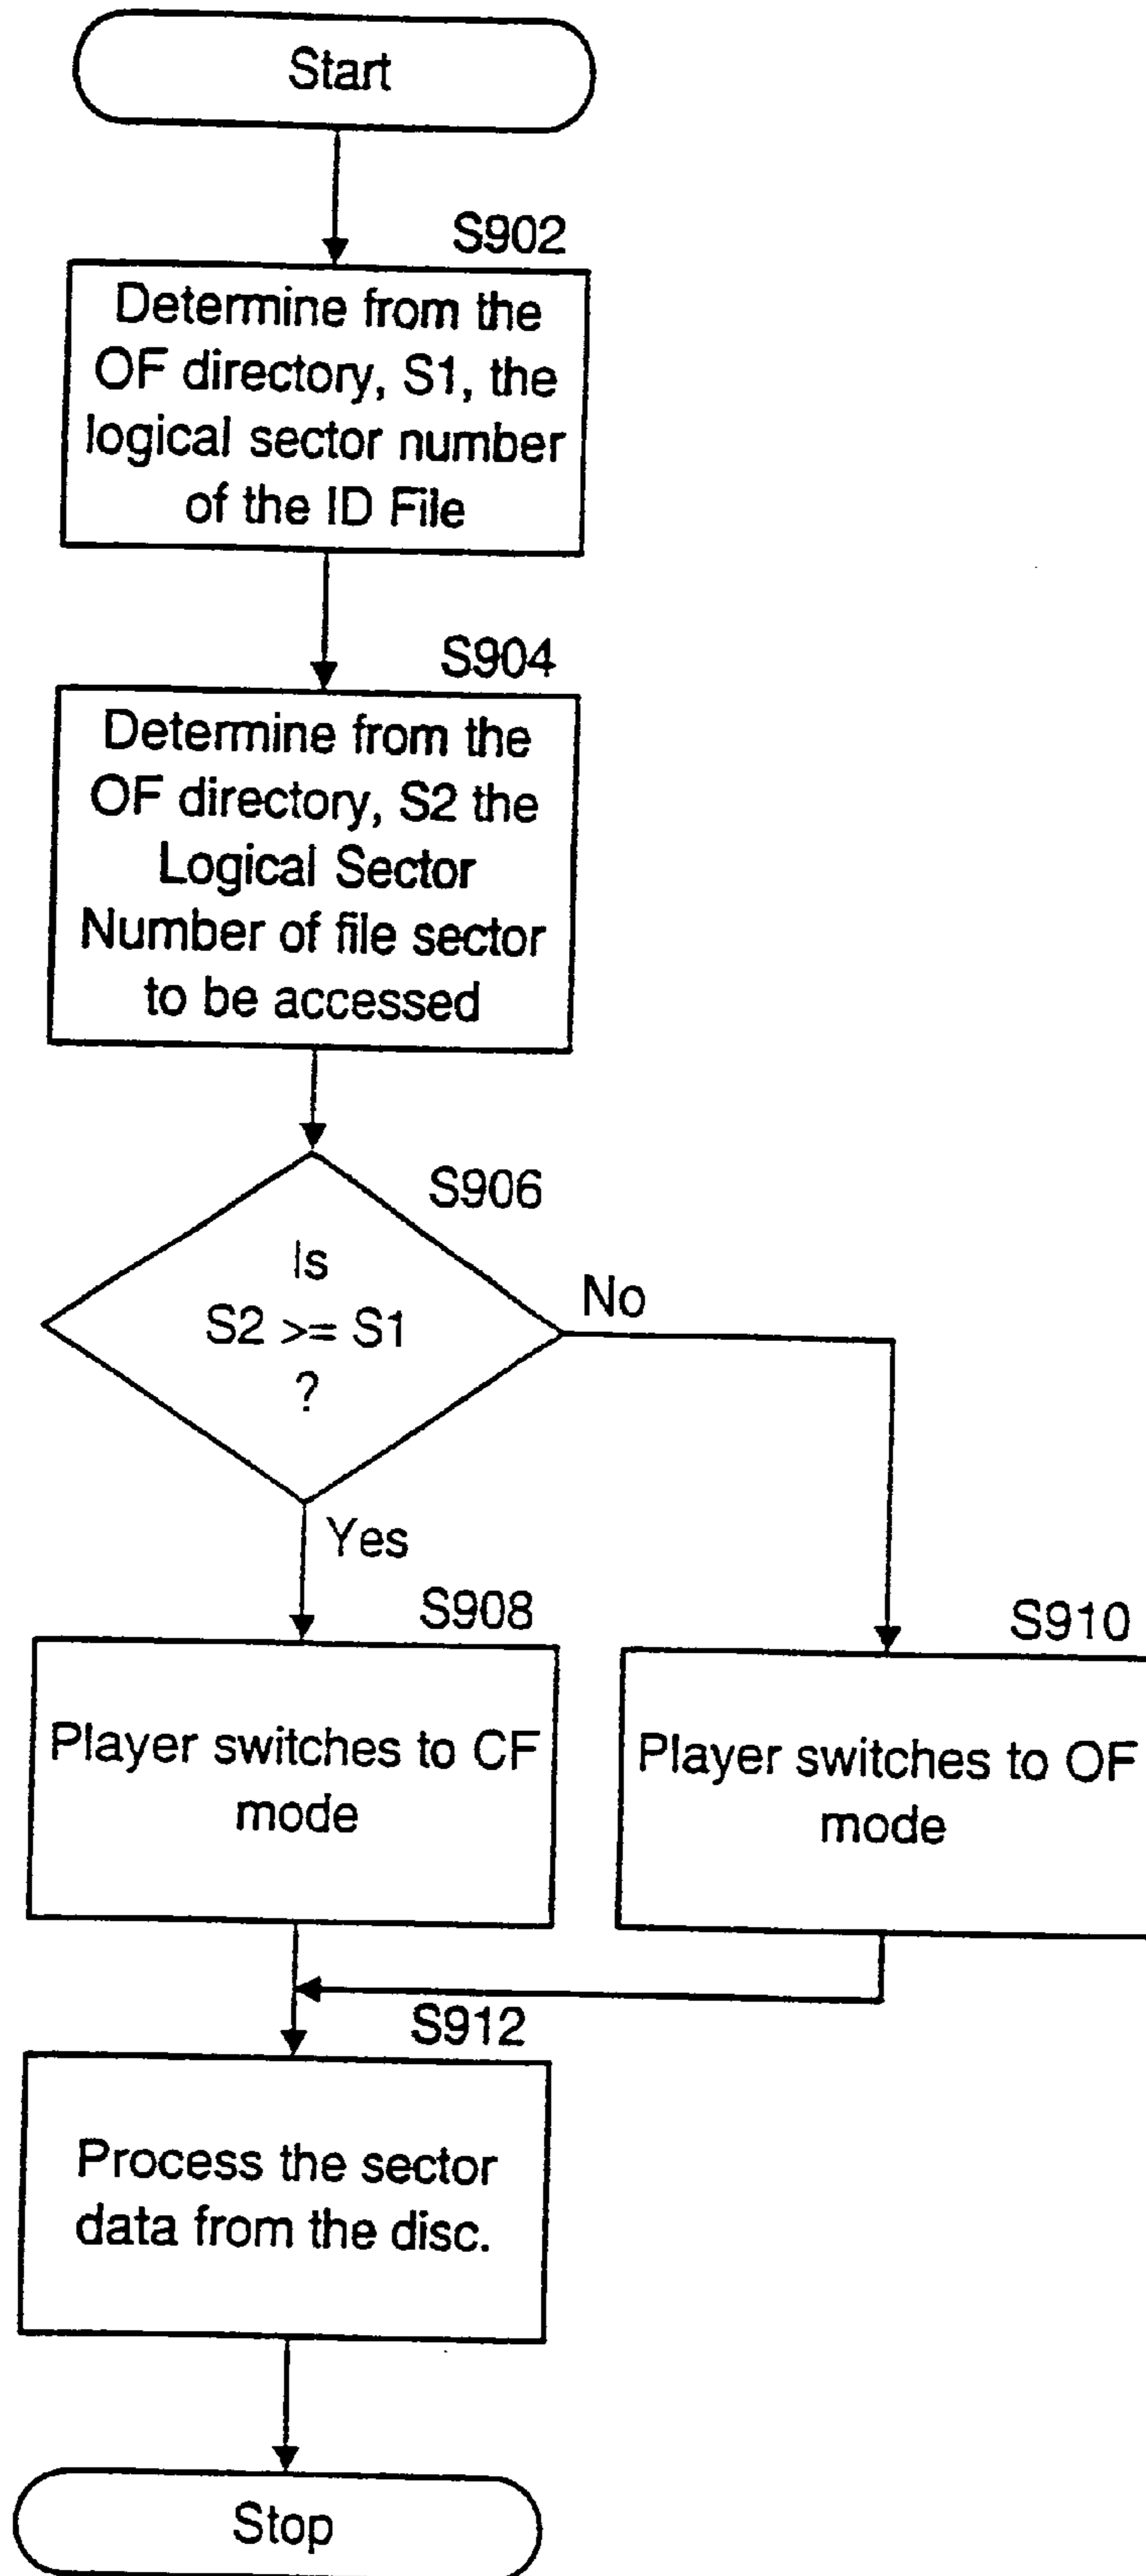 Start
S902
Determine from the
OF directory, S1, the
logical sector number
of the ID File
S904
Determine from the
OF directory, S2 the
Logical Sector
Number of file sector
to be accessed
S906
Is
S2 >= S1
?
No
Yes
S908
Player switches to CF
mode
S910
Player switches to OF
mode
S912
Process the sector
data from the disc.
Stop